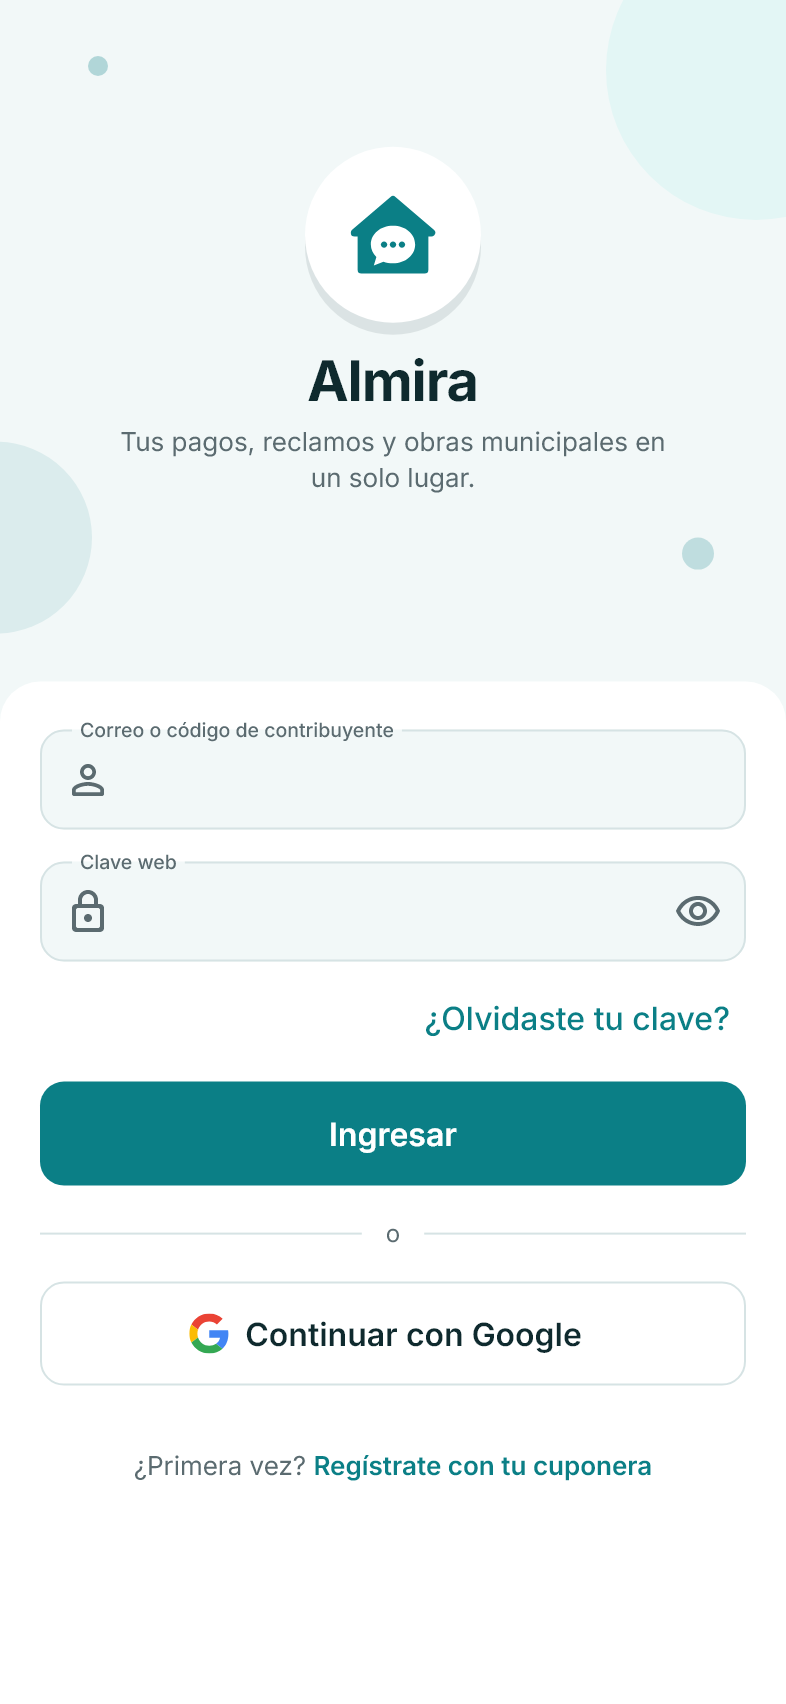 Almira
Tus pagos, reclamos y obras municipales en
un solo lugar.
Correo o código de contribuyente
Clave web
¿Olvidaste tu clave?
Ingresar
o
Continuar con Google
¿Primera vez? Regístrate con tu cuponera